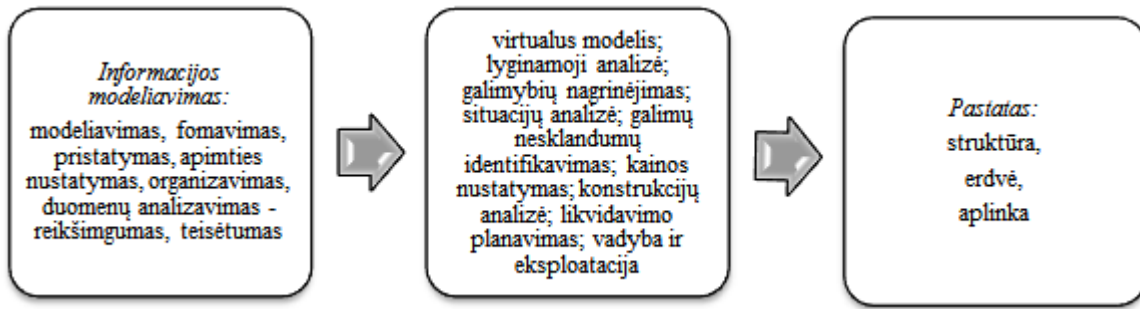 Informacijos
modeliavimas:
modeliavimas, fomavimas,
pristatymas, apimties
nustatymas, organizavimas,
duomenų analizavimas -
reikšimgumas, teisėtumas
virtualus modelis;
lyginamoji analizė;
galimybių nagrinėjimas;
situacijų analizė; galimų
nesklandumų
identifikavimas; kainos
nustatymas; konstrukcijų
analizė; likvidavimo
planavimas; vadyba ir
eksploatacija
Pastatas:
struktūra,
erdvė,
aplinka